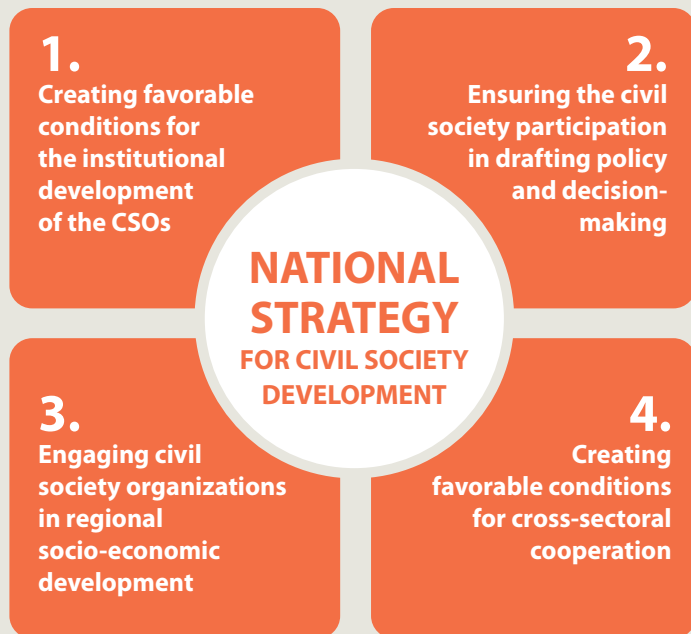 1.
Creating favorable
conditions for
the institutional
development
of the CSOs
2.
Ensuring the civil
society participation
in drafting policy
and decision-
making
NATIONAL
STRATEGY
FOR CIVIL SOCIETY
DEVELOPMENT
3.
Engaging civil
society organizations
in regional
socio-economic
development
4.
Creating
favorable conditions
for cross-sectoral
cooperation